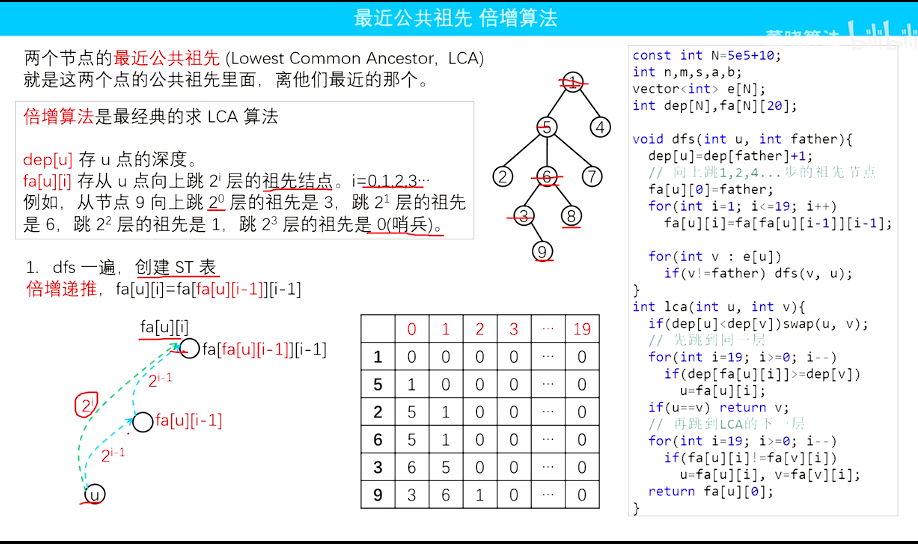 最近公共祖先 倍增算法
董晓算法 bilibili
两个节点的最近公共祖先 (Lowest Common Ancestor, LCA)
就是这两个点的公共祖先里面，离他们最近的那个。
倍增算法是最经典的求 LCA 算法
dep[u] 存 u 点的深度。
fa[u][i] 存从 u 点向上跳 2ⁱ 层的祖先结点。i=0,1,2,3…
例如，从节点 9 向上跳 2⁰ 层的祖先是 3，跳 2¹ 层的祖先
是 6，跳 2² 层的祖先是 1，跳 2³ 层的祖先是 0(哨兵)。
1. dfs 一遍，创建 ST 表
倍增递推，fa[u][i]=fa[fa[u][i-1]][i-1]
fa[u][i]
fa[fa[u][i-1]][i-1]
2ⁱ⁻¹
2ⁱ
fa[u][i-1]
2ⁱ⁻¹
u
1
5 4
2 6 7
3 8
9
0 1 2 3 … 19
1 0 0 0 0 … 0
5 1 0 0 0 … 0
2 5 1 0 0 … 0
6 5 1 0 0 … 0
3 6 5 0 0 … 0
9 3 6 1 0 … 0
const int N=5e5+10;
int n,m,s,a,b;
vector<int> e[N];
int dep[N],fa[N][20];
void dfs(int u, int father){
dep[u]=dep[father]+1;
// 向上跳1,2,4...步的祖先节点
fa[u][0]=father;
for(int i=1; i<=19; i++)
fa[u][i]=fa[fa[u][i-1]][i-1];
for(int v : e[u])
if(v!=father) dfs(v, u);
}
int lca(int u, int v){
if(dep[u]<dep[v])swap(u, v);
// 先跳到同一层
for(int i=19; i>=0; i--)
if(dep[fa[u][i]]>=dep[v])
u=fa[u][i];
if(u==v) return v;
// 再跳到LCA的下一层
for(int i=19; i>=0; i--)
if(fa[u][i]!=fa[v][i])
u=fa[u][i], v=fa[v][i];
return fa[u][0];
}